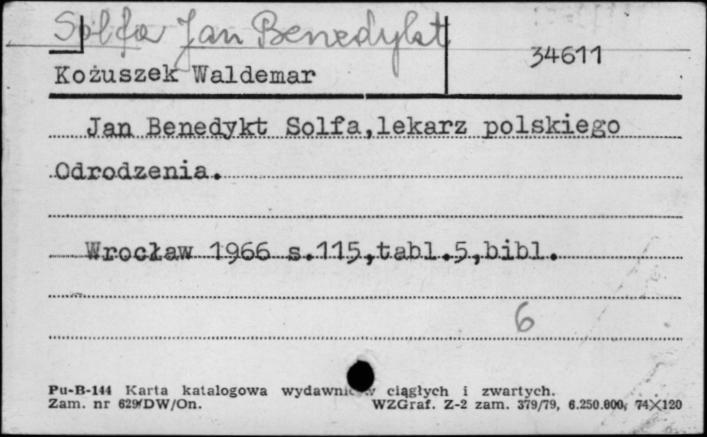 Solfa Jan Benedykt
34611
Kożuszek Waldemar
Jan Benedykt Solfa,lekarz polskiego
Odrodzenia.
Wrocław 1966 s.115,tabl.5,bibl.
6
Pu-B-144 Karta katalogowa ciągłych i zwartych.
Zam. nr 629/DW/On. WZGraf. Z-2 zam. 379/79, 6.250.000, 74×120